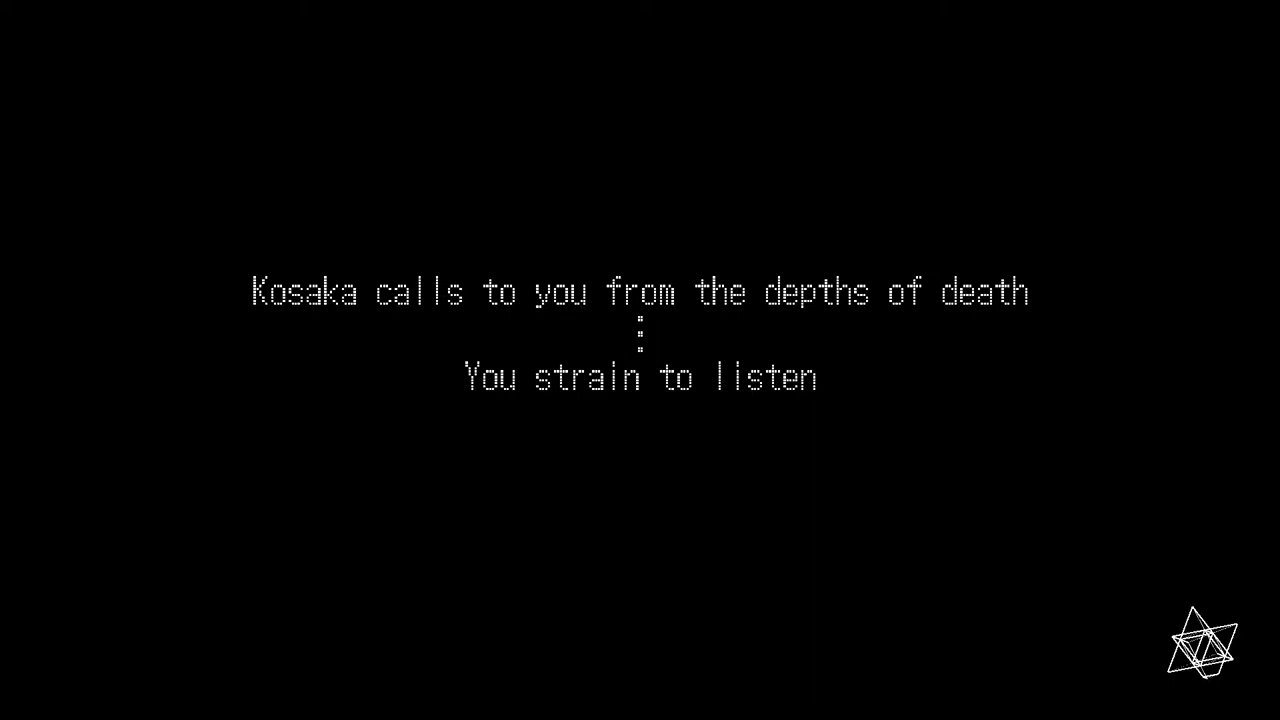 Kosaka calls to you from the depths of death
⋮
You strain to listen